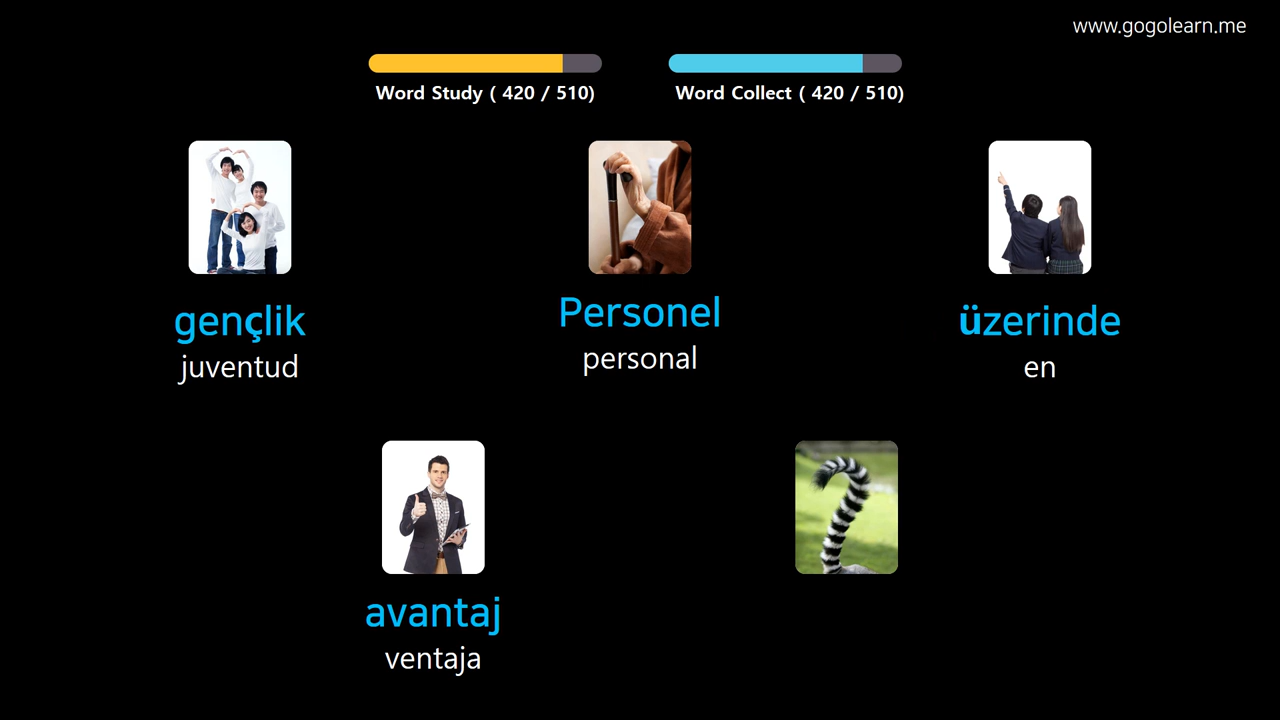 www.gogolearn.me
Word Study ( 420 / 510)
Word Collect ( 420 / 510)
gençlik
juventud
Personel
personal
üzerinde
en
avantaj
ventaja